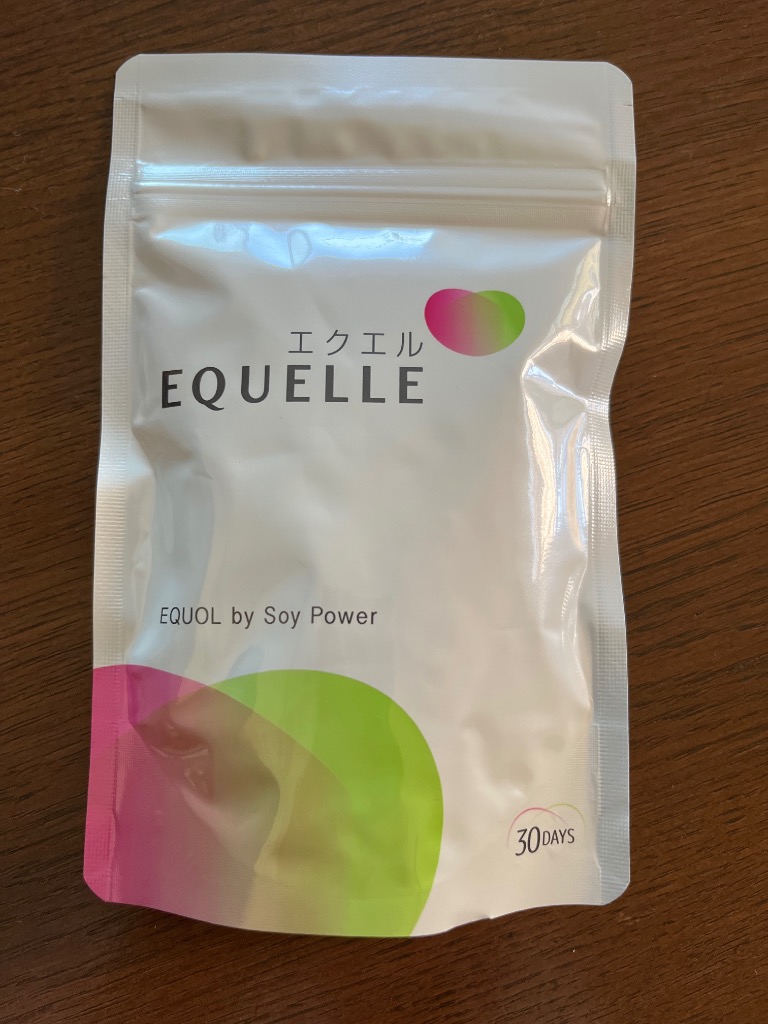 エクエル
EQUELLE
EQUOL by Soy Power
30DAYS